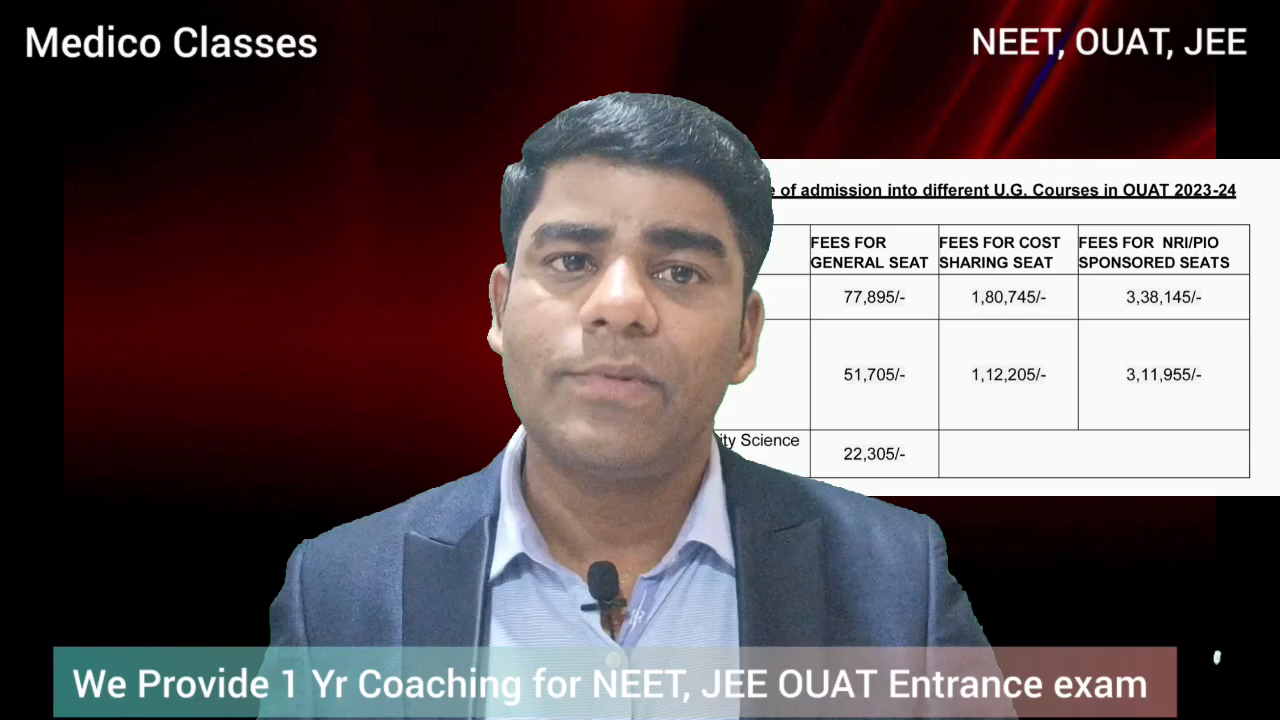 Medico Classes
NEET, OUAT, JEE
of admission into different U.G. Courses in OUAT 2023-24
FEES FOR GENERAL SEAT
FEES FOR COST SHARING SEAT
FEES FOR NRI/PIO SPONSORED SEATS
77,895/-
1,80,745/-
3,38,145/-
51,705/-
1,12,205/-
3,11,955/-
Science
22,305/-
We Provide 1 Yr Coaching for NEET, JEE OUAT Entrance exam